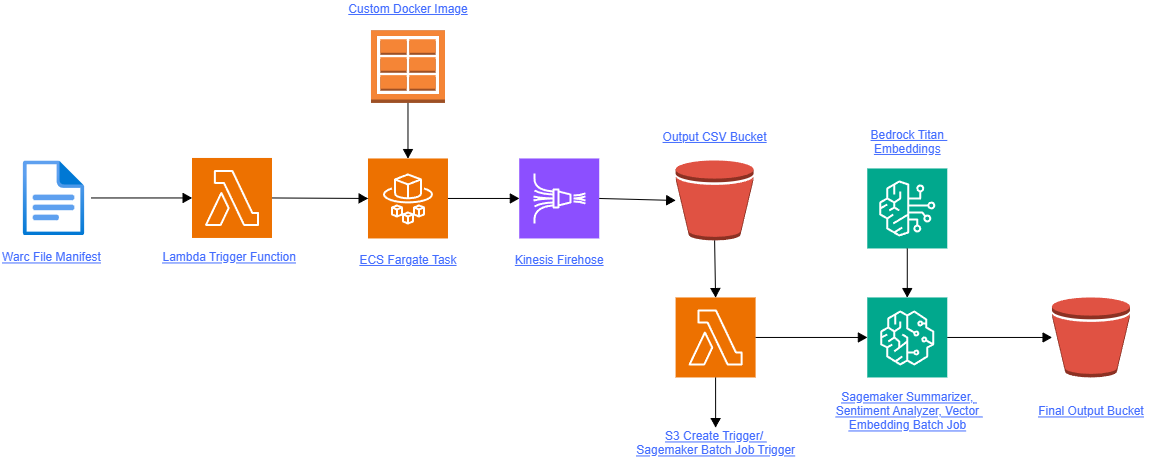 Custom Docker Image
Output CSV Bucket
Bedrock Titan
Embeddings
Warc File Manifest
Lambda Trigger Function
ECS Fargate Task
Kinesis Firehose
Sagemaker Summarizer,
Sentiment Analyzer, Vector
Embedding Batch Job
Final Output Bucket
S3 Create Trigger/
Sagemaker Batch Job Trigger